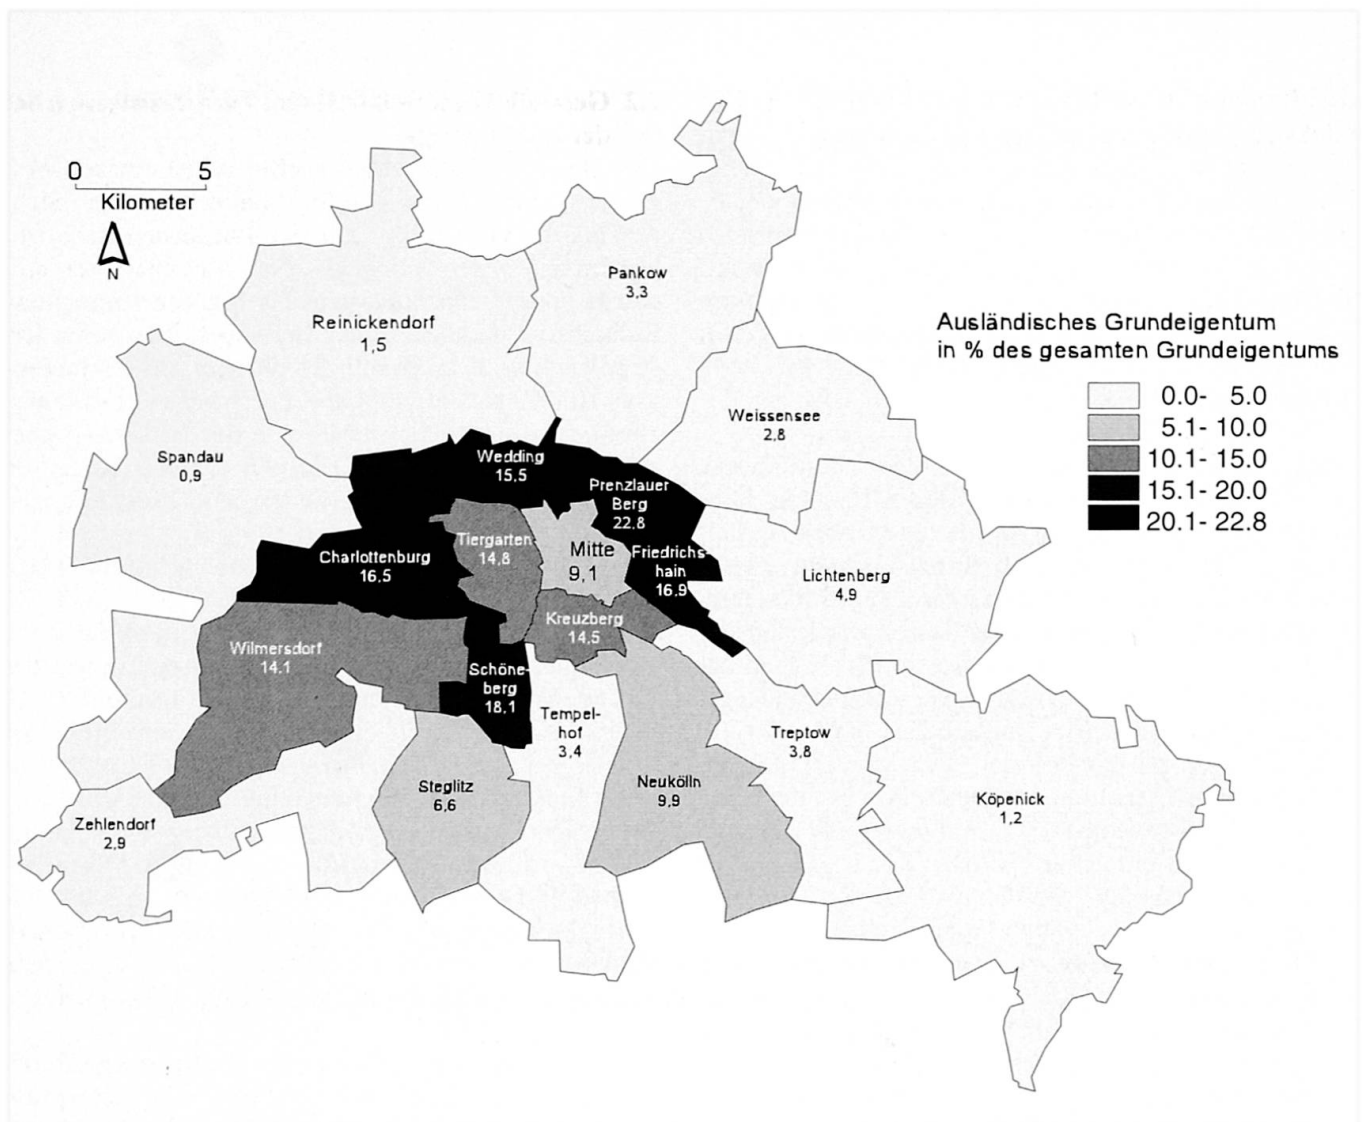 0 5
Kilometer
N
Pankow
3,3
Reinickendorf
1,5
Ausländisches Grundeigentum
in % des gesamten Grundeigentums
0.0- 5.0
5.1- 10.0
10.1- 15.0
15.1- 20.0
20.1- 22.8
Weissensee
2,8
Spandau
0,9
Wedding
15,5
Prenzlauer
Berg
22,8
Charlottenburg
16,5
Tiergarten
14,8
Mitte
9,1
Friedrichs-
hain
16,9
Lichtenberg
4,9
Wilmersdorf
14,1
Kreuzberg
14,5
Schöne-
berg
18,1
Tempel-
hof
3,4
Treptow
3,8
Steglitz
6,6
Neukölln
9,9
Köpenick
1,2
Zehlendorf
2,9